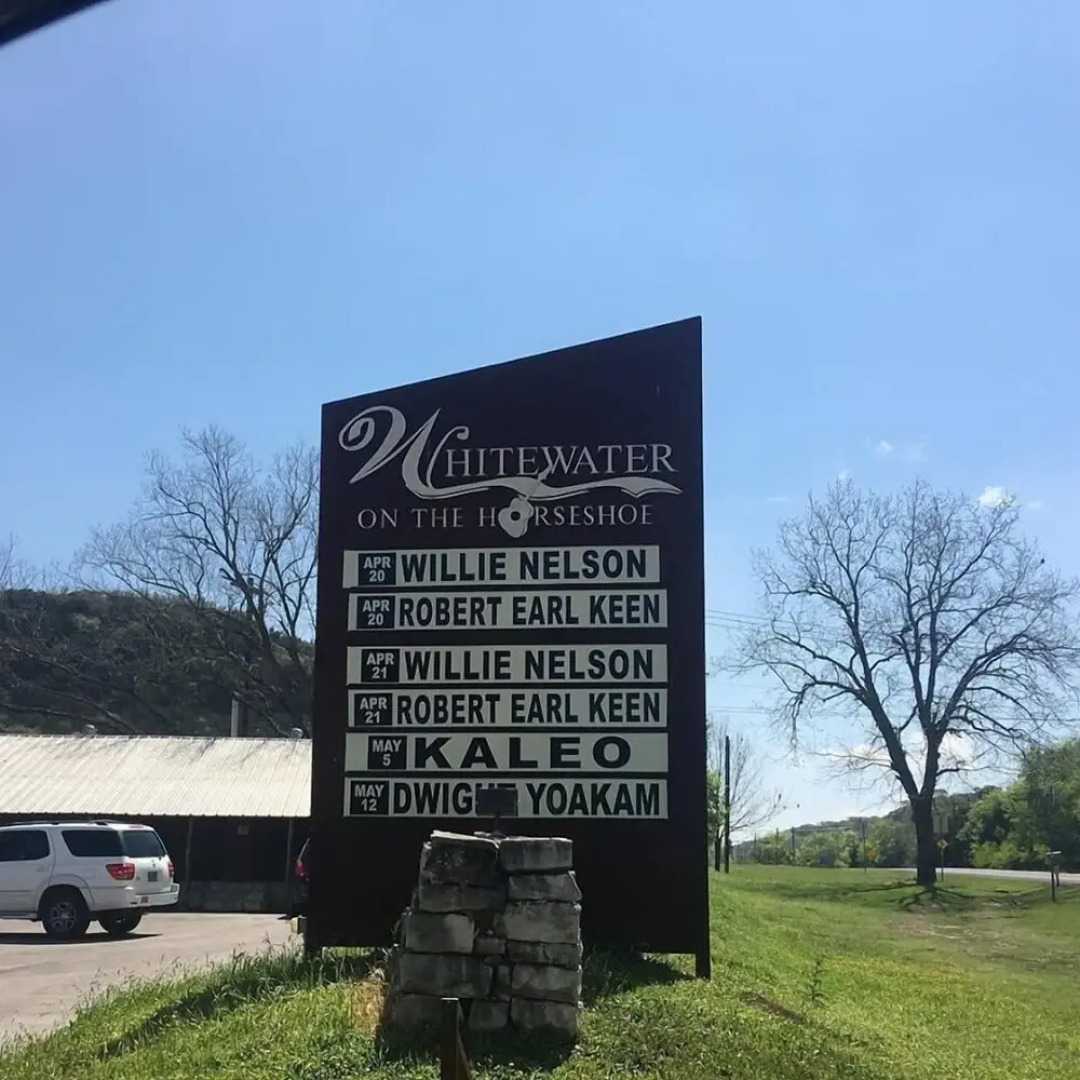 WHITEWATER
ON THE HORSESHOE
APR 20 WILLIE NELSON
APR 20 ROBERT EARL KEEN
APR 21 WILLIE NELSON
APR 21 ROBERT EARL KEEN
MAY 5 KALEO
MAY 12 DWIGHT YOAKAM